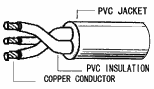 PVC JACKET
PVC INSULATION
COPPER CONDUCTOR